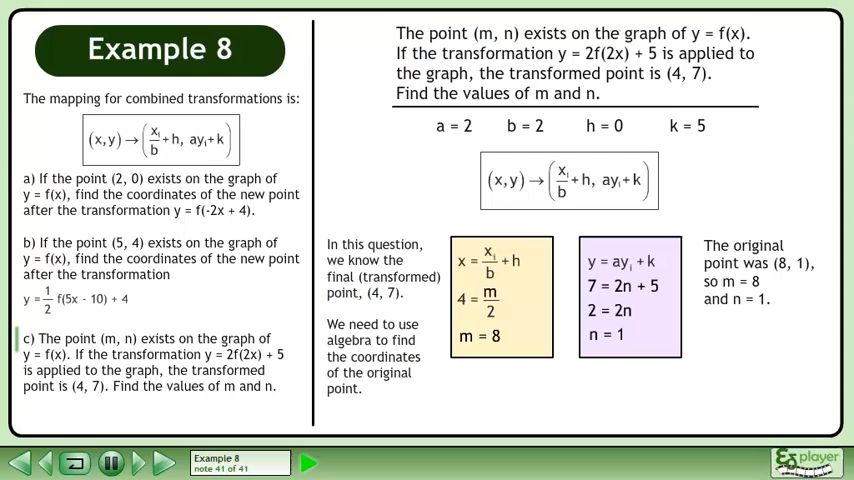 Example 8
The mapping for combined transformations is:
(x,y) → (xᵢ/b + h, ayᵢ+k)
a) If the point (2, 0) exists on the graph of
y = f(x), find the coordinates of the new point
after the transformation y = f(-2x + 4).
b) If the point (5, 4) exists on the graph of
y = f(x), find the coordinates of the new point
after the transformation
y = 1/2 f(5x - 10) + 4
c) The point (m, n) exists on the graph of
y = f(x). If the transformation y = 2f(2x) + 5
is applied to the graph, the transformed
point is (4, 7). Find the values of m and n.
The point (m, n) exists on the graph of y = f(x).
If the transformation y = 2f(2x) + 5 is applied to
the graph, the transformed point is (4, 7).
Find the values of m and n.
a = 2 b = 2 h = 0 k = 5
(x,y) → (xᵢ/b + h, ayᵢ+k)
In this question,
we know the
final (transformed)
point, (4, 7).
We need to use
algebra to find
the coordinates
of the original
point.
x = xᵢ/b + h
4 = m/2
m = 8
y = ayᵢ + k
7 = 2n + 5
2 = 2n
n = 1
The original
point was (8, 1),
so m = 8
and n = 1.
Example 8
note 41 of 41
player